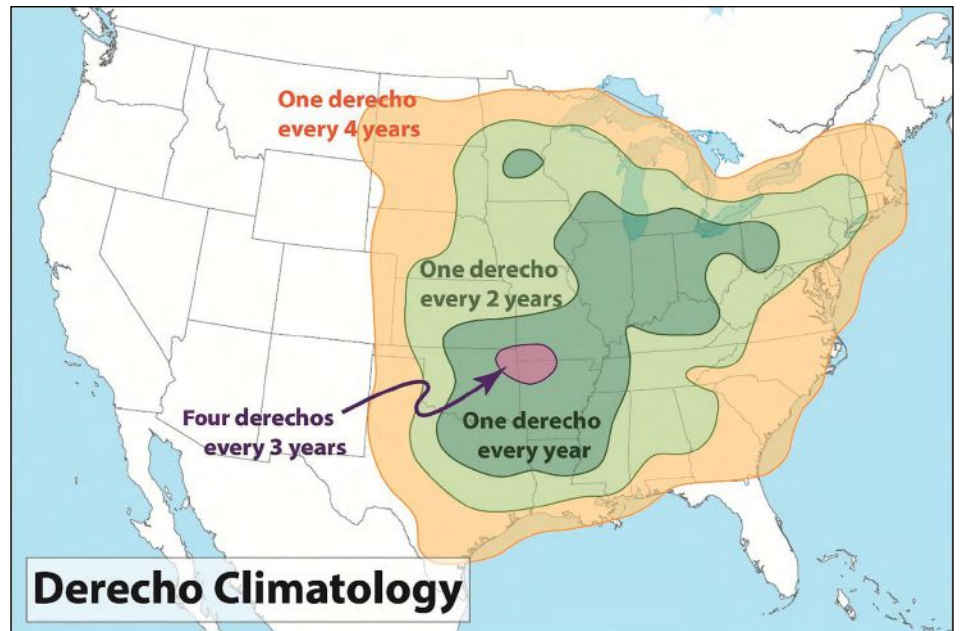 One derecho
every 4 years
One derecho
every 2 years
Four derechos
every 3 years
One derecho
every year
Derecho Climatology